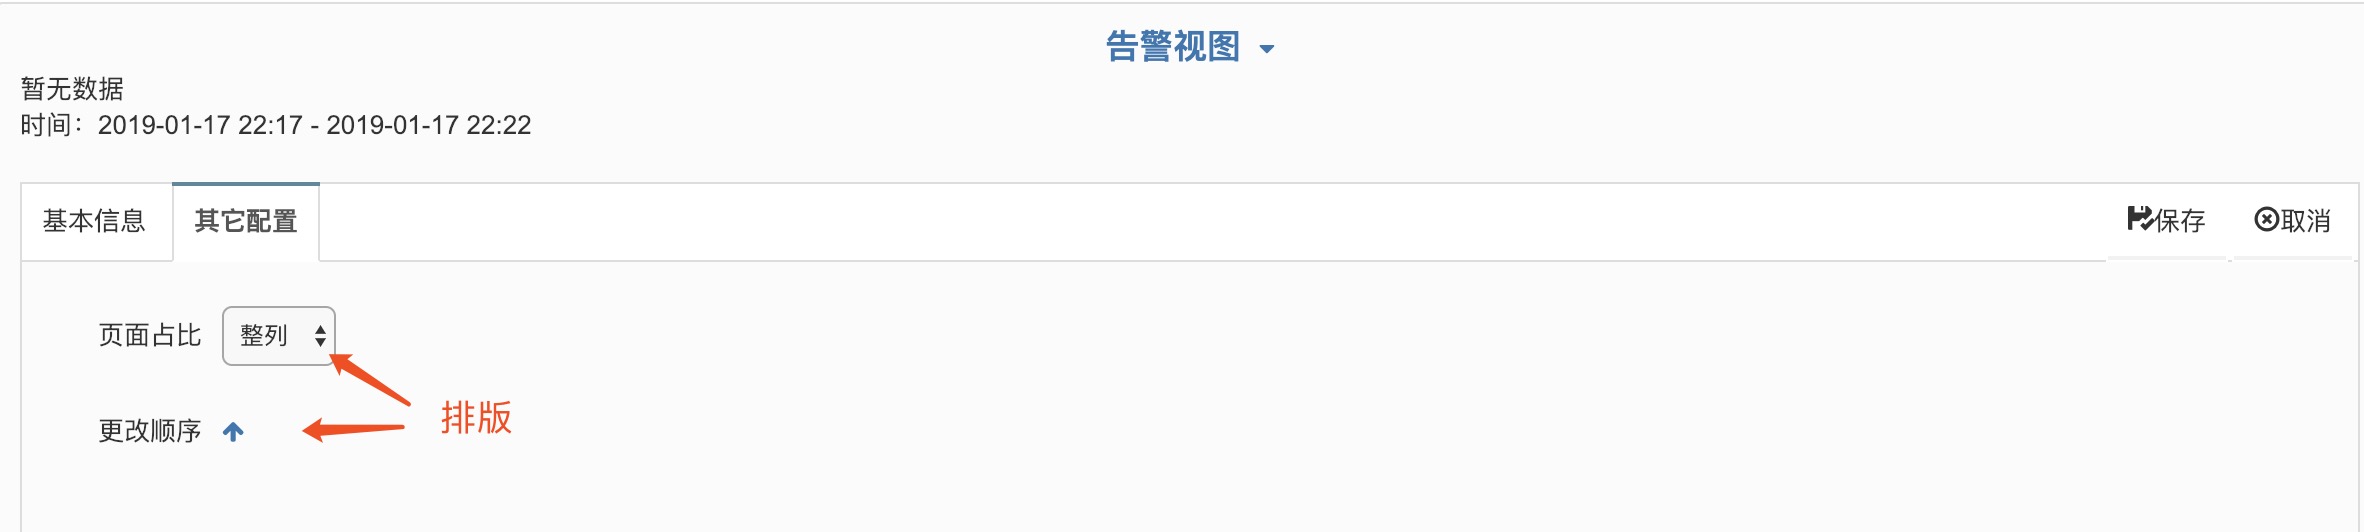 告警视图
暂无数据
时间：2019-01-17 22:17 - 2019-01-17 22:22
基本信息 其它配置 保存 取消
页面占比 整列
排版
更改顺序